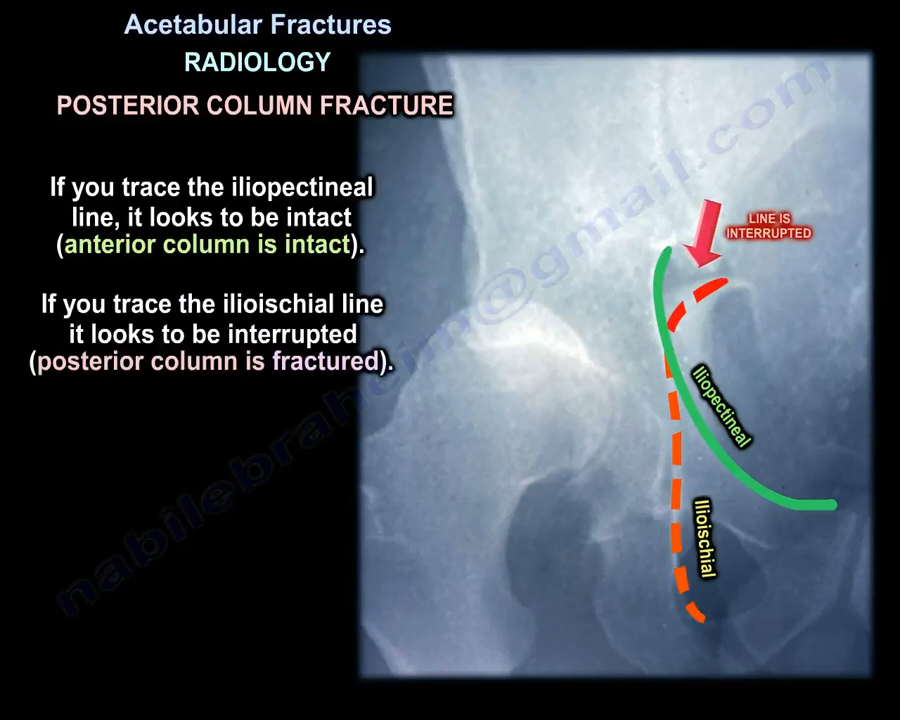 Acetabular Fractures
RADIOLOGY
POSTERIOR COLUMN FRACTURE
If you trace the iliopectineal
line, it looks to be intact
(anterior column is intact).
If you trace the ilioischial line
it looks to be interrupted
(posterior column is fractured).
LINE IS
INTERRUPTED
Iliopectineal
Ilioischial
nabilebraheim@gmail.com